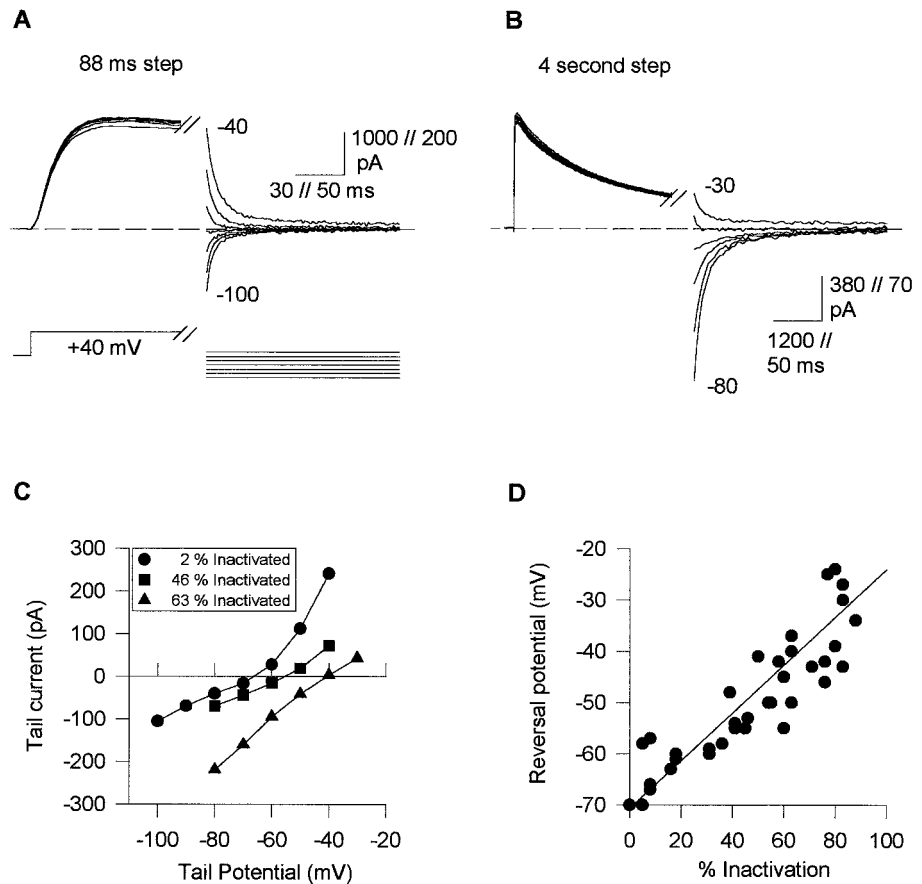 A
88 ms step
-40
1000 // 200
pA
30 // 50 ms
-100
+40 mV
B
4 second step
-30
380 // 70
pA
1200 //
50 ms
-80
C
2 % Inactivated
46 % Inactivated
63 % Inactivated
300
200
100
0
-100
-200
-300
Tail current (pA)
-100 -80 -60 -40 -20
Tail Potential (mV)
D
-20
-30
-40
-50
-60
-70
Reversal potential (mV)
0 20 40 60 80 100
% Inactivation